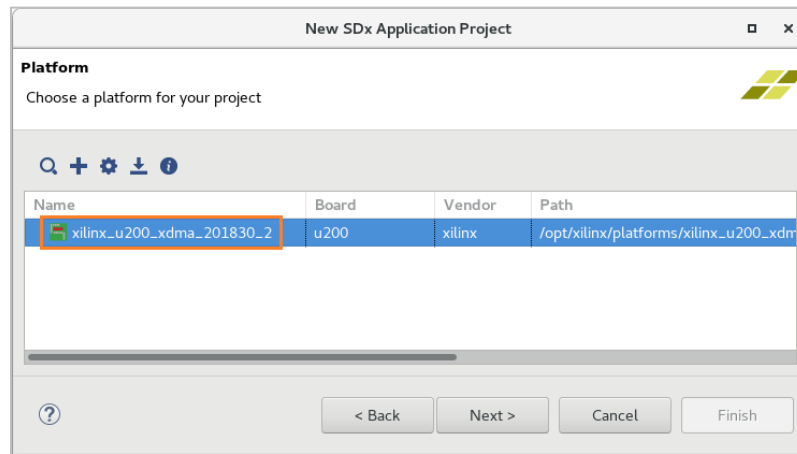 New SDx Application Project
Platform
Choose a platform for your project
Name Board Vendor Path
xilinx_u200_xdma_201830_2 u200 xilinx /opt/xilinx/platforms/xilinx_u200_xdm
< Back Next > Cancel Finish